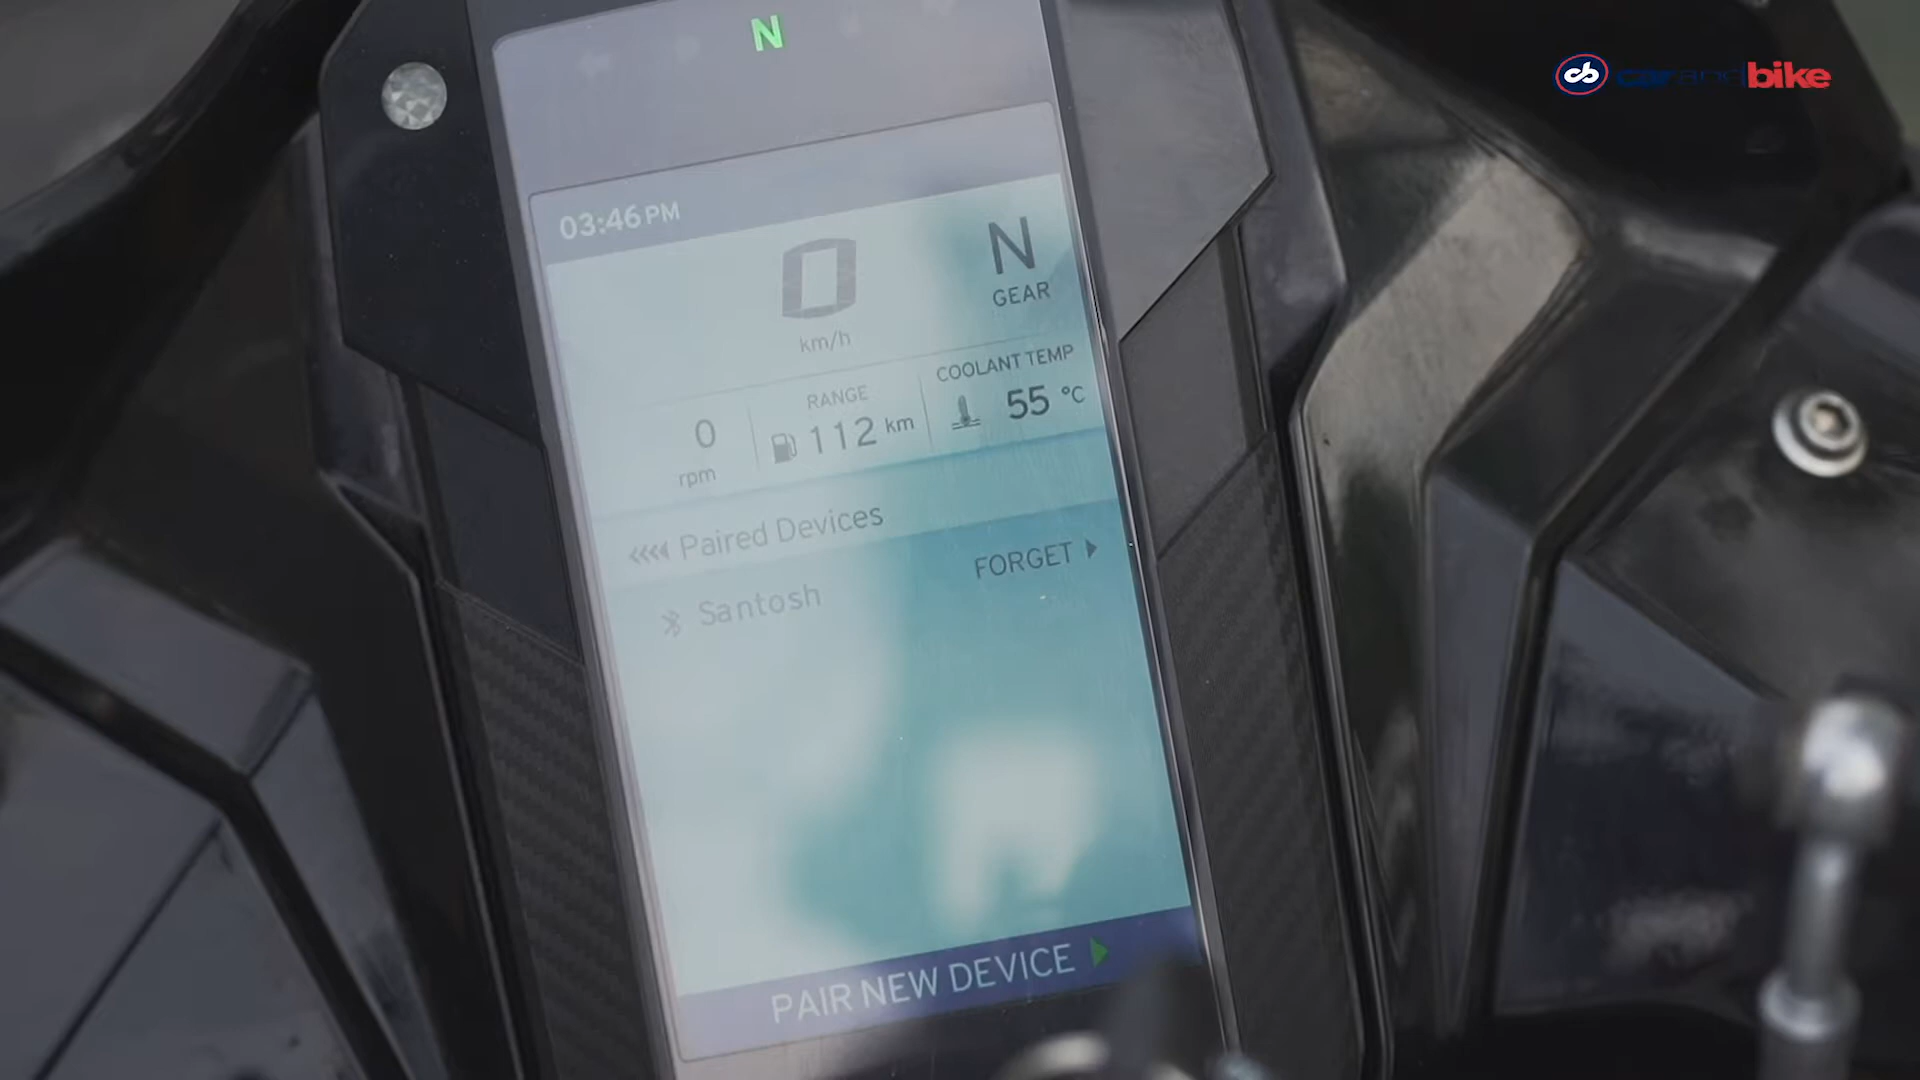 N
cb carandbike
03:46 PM
0
km/h
N
GEAR
0
rpm
RANGE
112 km
COOLANT TEMP
55 °C
Paired Devices
FORGET
Santosh
PAIR NEW DEVICE